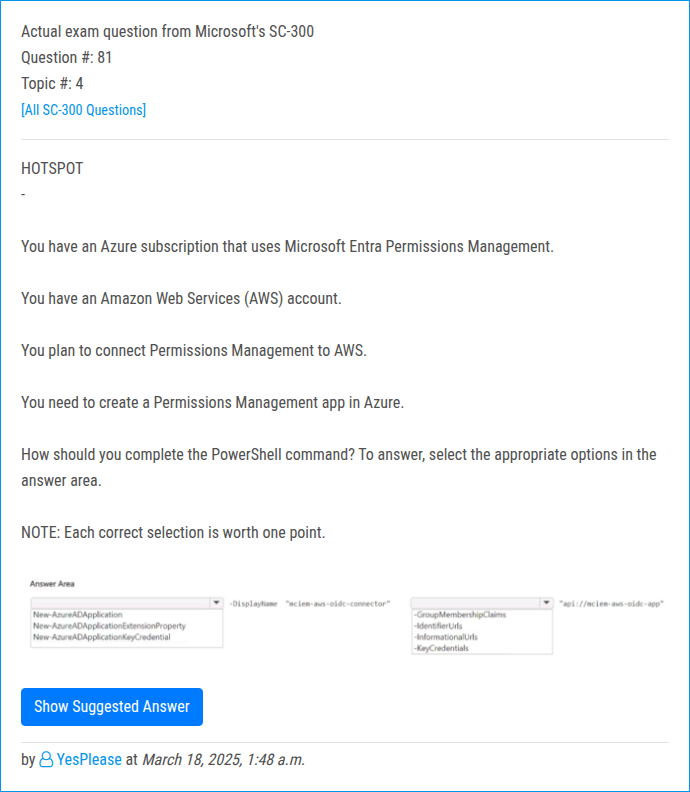 Actual exam question from Microsoft's SC-300
Question #: 81
Topic #: 4
[All SC-300 Questions]
HOTSPOT
-
You have an Azure subscription that uses Microsoft Entra Permissions Management.
You have an Amazon Web Services (AWS) account.
You plan to connect Permissions Management to AWS.
You need to create a Permissions Management app in Azure.
How should you complete the PowerShell command? To answer, select the appropriate options in the
answer area.
NOTE: Each correct selection is worth one point.
Answer Area
-DisplayName "mciem-aws-oidc-connector" "api://mciem-aws-oidc-app"
New-AzureADApplication
New-AzureADApplicationExtensionProperty
New-AzureADApplicationKeyCredential
-GroupMembershipClaims
-IdentifierUrls
-InformationalUrls
-KeyCredentials
Show Suggested Answer
by YesPlease at March 18, 2025, 1:48 a.m.